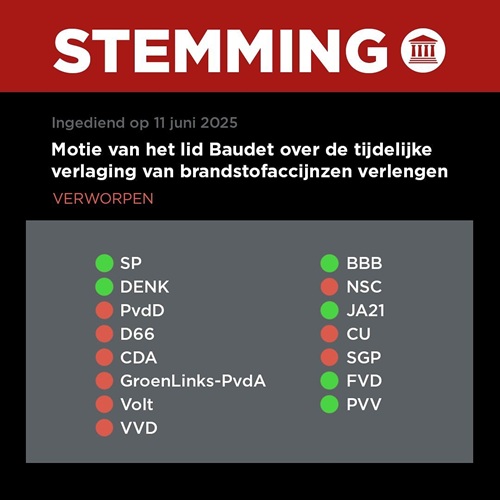 STEMMING
Ingediend op 11 juni 2025
Motie van het lid Baudet over de tijdelijke
verlaging van brandstofaccijnzen verlengen
VERWORPEN
SP
DENK
PvdD
D66
CDA
GroenLinks-PvdA
Volt
VVD
BBB
NSC
JA21
CU
SGP
FVD
PVV